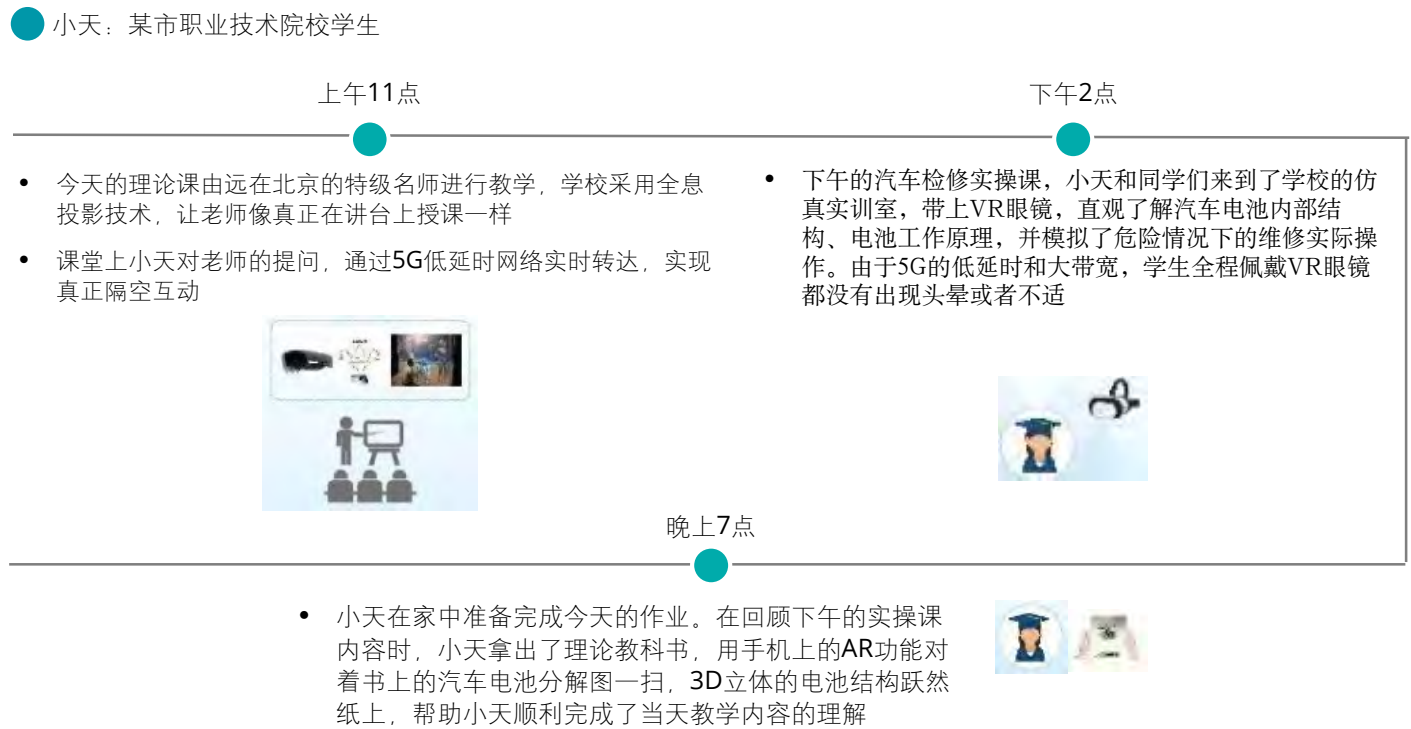 小天：某市职业技术院校学生
上午11点
下午2点
• 今天的理论课由远在北京的特级名师进行教学，学校采用全息
投影技术，让老师像真正在讲台上授课一样
• 课堂上小天对老师的提问，通过5G低延时网络实时转达，实现
真正隔空互动
• 下午的汽车检修实操课，小天和同学们来到了学校的仿
真实训室，带上VR眼镜，直观了解汽车电池内部结
构、电池工作原理，并模拟了危险情况下的维修实际操
作。由于5G的低延时和大带宽，学生全程佩戴VR眼镜
都没有出现头晕或者不适
晚上7点
• 小天在家中准备完成今天的作业。在回顾下午的实操课
内容时，小天拿出了理论教科书，用手机上的AR功能对
着书上的汽车电池分解图一扫，3D立体的电池结构跃然
纸上，帮助小天顺利完成了当天教学内容的理解